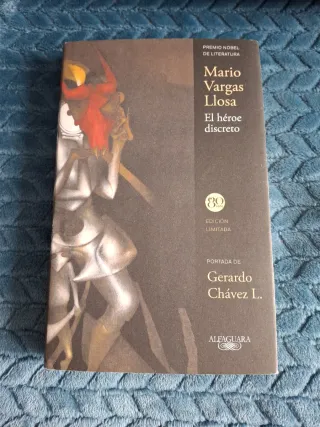 PREMIO NOBEL
DE LITERATURA
Mario
Vargas
Llosa
El héroe
discreto
80
EDICIÓN
LIMITADA
PORTADA DE
Gerardo
Chávez L.
ALFAGUARA